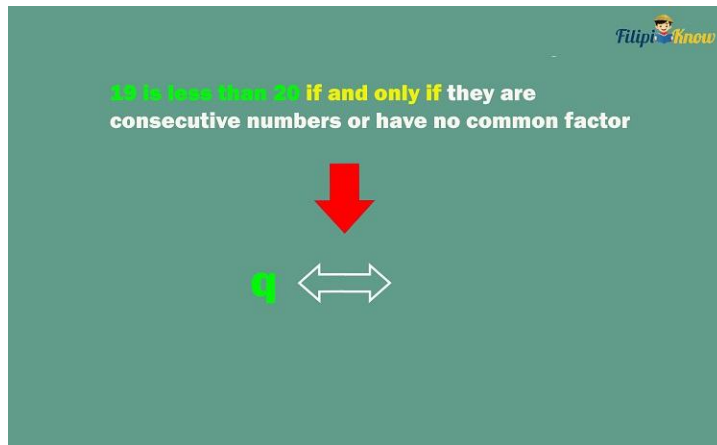 FilipiKnow
19 is less than 20 if and only if they are
consecutive numbers or have no common factor
q